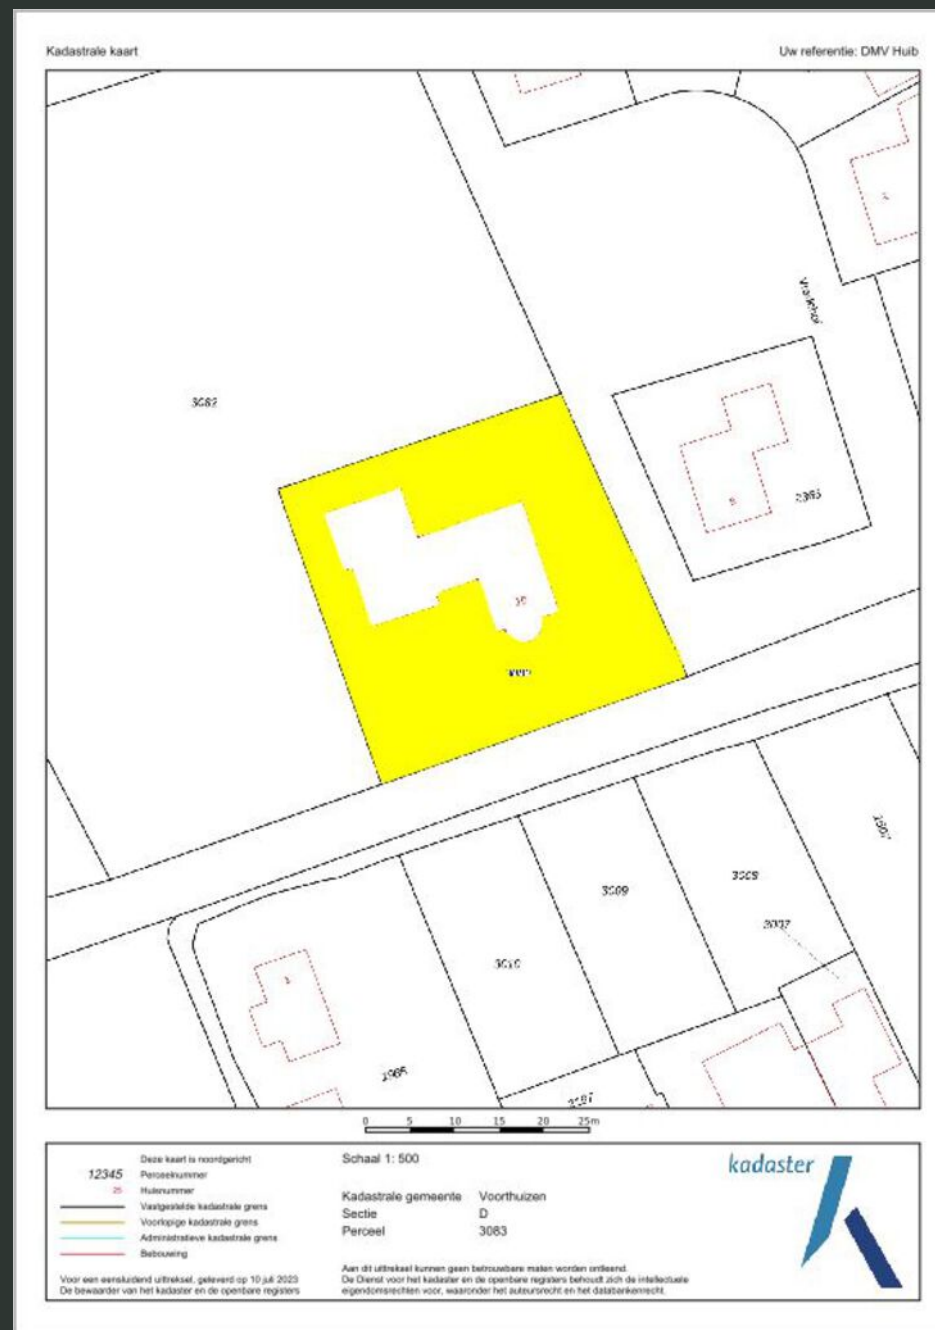 Kadastrale kaart
Uw referentie: DMV Huib
3082
3009
3008
3007
3010
0 5 10 15 20 25m
Deze kaart is noordgericht
12345 Perceelnummer
25 Huisnummer
Vastgestelde kadastrale grens
Voorlopige kadastrale grens
Administratieve kadastrale grens
Bebouwing
Voor een eensluidend uittreksel, geleverd op 10 juli 2023
De bewaarder van het kadaster en de openbare registers
Schaal 1: 500
Kadastrale gemeente Voorthuizen
Sectie D
Perceel 3083
Aan dit uittreksel kunnen geen betrouwbare maten worden ontleend.
De Dienst voor het kadaster en de openbare registers behoudt zich de intellectuele
eigendomsrechten voor, waaronder het auteursrecht en het databankenrecht.
kadaster